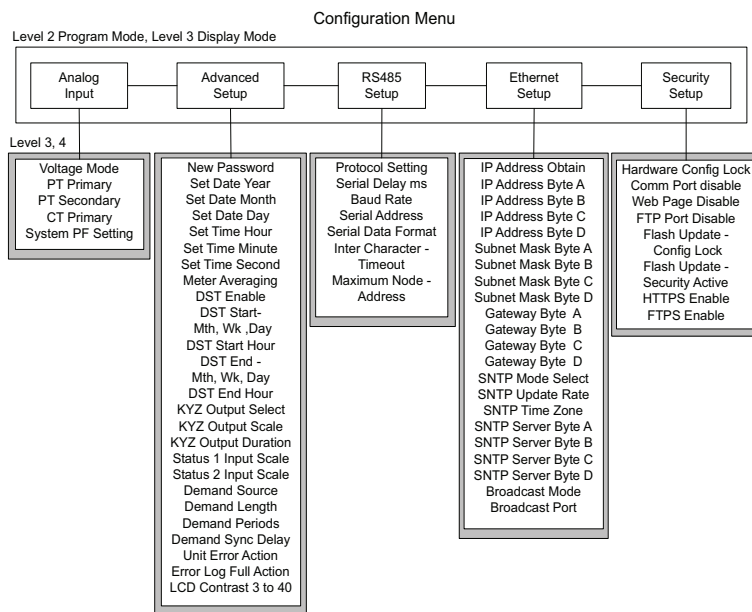 Configuration Menu
Level 2 Program Mode, Level 3 Display Mode
Analog
Input
Advanced
Setup
RS485
Setup
Ethernet
Setup
Security
Setup
Level 3, 4
Voltage Mode
PT Primary
PT Secondary
CT Primary
System PF Setting
New Password
Set Date Year
Set Date Month
Set Date Day
Set Time Hour
Set Time Minute
Set Time Second
Meter Averaging
DST Enable
DST Start-
Mth, Wk ,Day
DST Start Hour
DST End -
Mth, Wk, Day
DST End Hour
KYZ Output Select
KYZ Output Scale
KYZ Output Duration
Status 1 Input Scale
Status 2 Input Scale
Demand Source
Demand Length
Demand Periods
Demand Sync Delay
Unit Error Action
Error Log Full Action
LCD Contrast 3 to 40
Protocol Setting
Serial Delay ms
Baud Rate
Serial Address
Serial Data Format
Inter Character -
Timeout
Maximum Node -
Address
IP Address Obtain
IP Address Byte A
IP Address Byte B
IP Address Byte C
IP Address Byte D
Subnet Mask Byte A
Subnet Mask Byte B
Subnet Mask Byte C
Subnet Mask Byte D
Gateway Byte A
Gateway Byte B
Gateway Byte C
Gateway Byte D
SNTP Mode Select
SNTP Update Rate
SNTP Time Zone
SNTP Server Byte A
SNTP Server Byte B
SNTP Server Byte C
SNTP Server Byte D
Broadcast Mode
Broadcast Port
Hardware Config Lock
Comm Port disable
Web Page Disable
FTP Port Disable
Flash Update -
Config Lock
Flash Update -
Security Active
HTTPS Enable
FTPS Enable